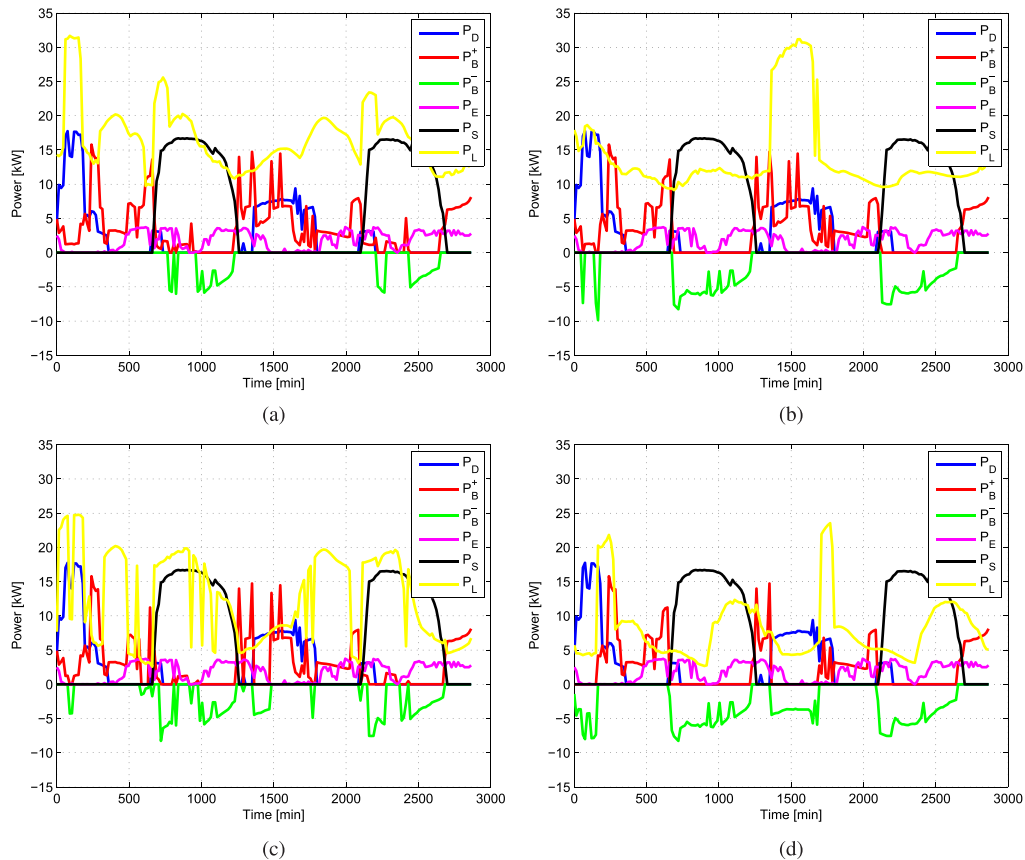 35
30
25
20
15
10
5
0
−5
−10
−15
0 500 1000 1500 2000 2500 3000
Power [kW]
Time [min]
P_D
P_B^+
P_B^-
P_E
P_S
P_L
(a)
35
30
25
20
15
10
5
0
−5
−10
−15
0 500 1000 1500 2000 2500 3000
Power [kW]
Time [min]
P_D
P_B^+
P_B^-
P_E
P_S
P_L
(b)
35
30
25
20
15
10
5
0
−5
−10
−15
0 500 1000 1500 2000 2500 3000
Power [kW]
Time [min]
P_D
P_B^+
P_B^-
P_E
P_S
P_L
(c)
35
30
25
20
15
10
5
0
−5
−10
−15
0 500 1000 1500 2000 2500 3000
Power [kW]
Time [min]
P_D
P_B^+
P_B^-
P_E
P_S
P_L
(d)